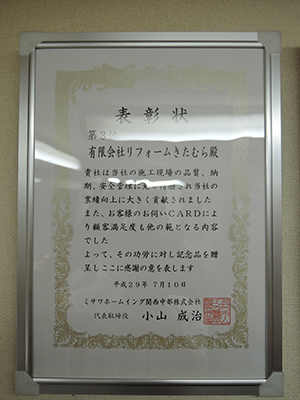 表彰状
第3位
有限会社リフォームきたむら殿
貴社は当社の施工現場の品質、納
期、安全管理に
当社の
業績向上に大きく貢献されました
また、お客様のお伺いCARDによ
り顧客満足度も他の範となる内容
でした
よって、その功労に対し記念品を贈
呈しここに感謝の意を表します
平成29年 7月10日
ミサワホームイング関西中部株式会社
代表取締役 小山 成治